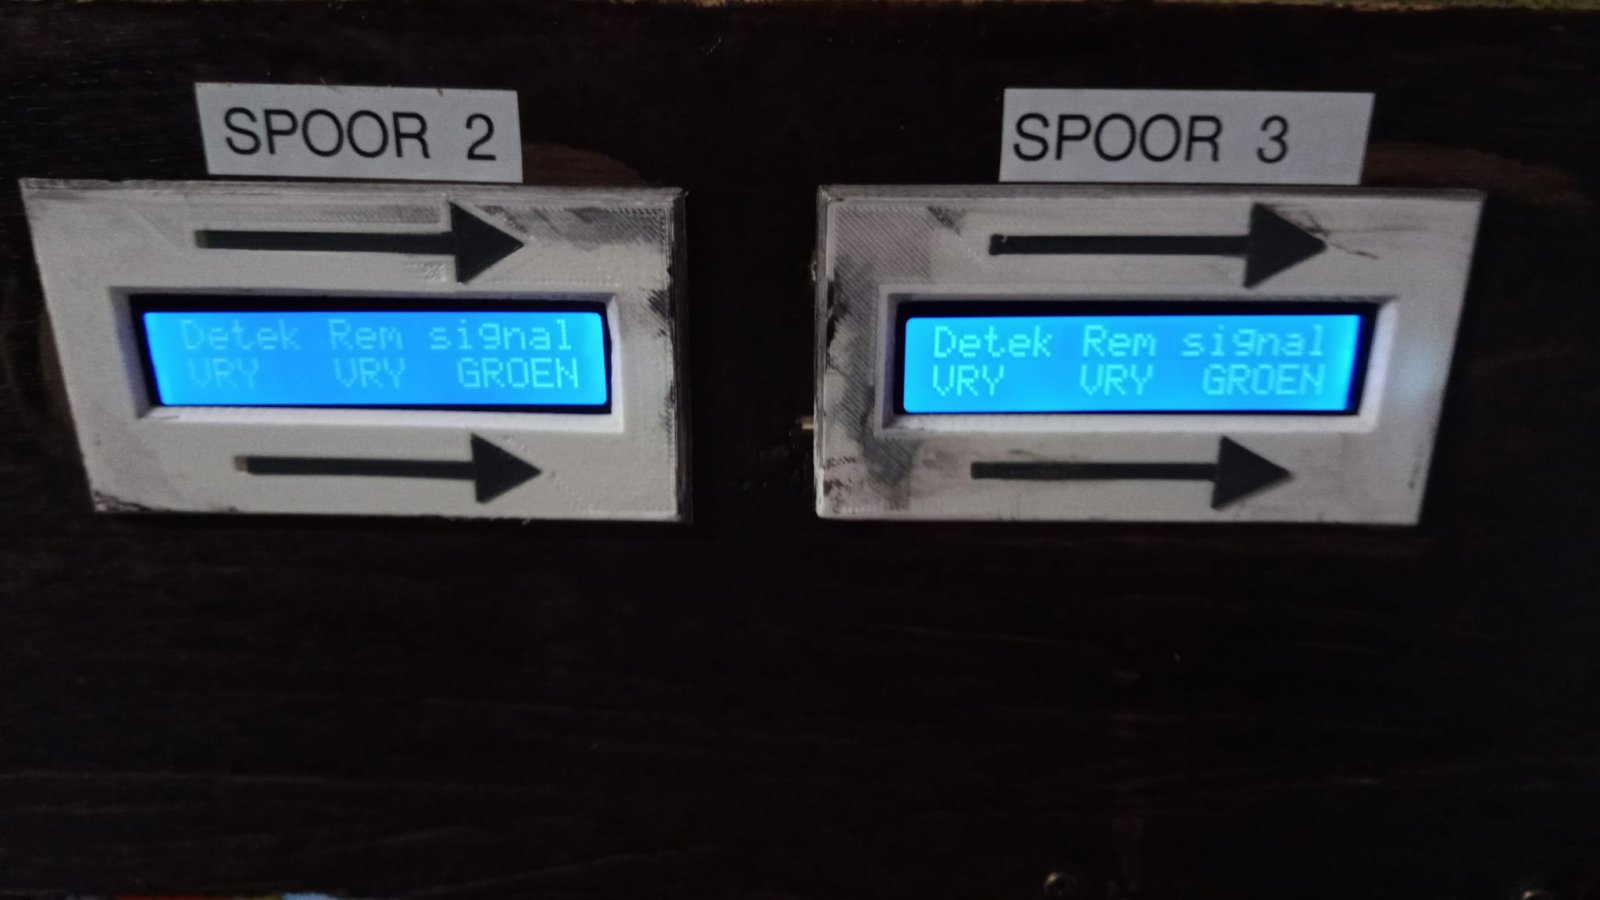 SPOOR 2
Detek Rem signal
VRY VRY GROEN
SPOOR 3
Detek Rem signal
VRY VRY GROEN